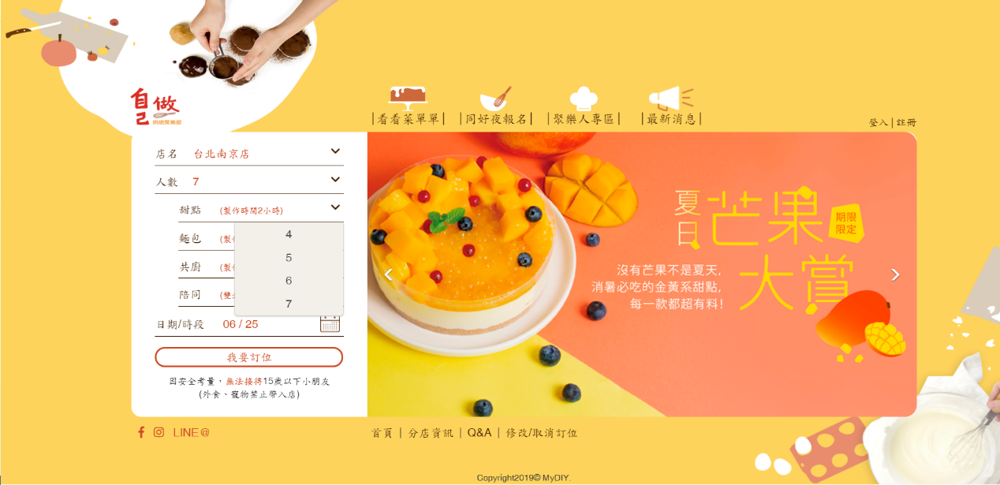 自己
做
烘焙聚樂部
|看看菜單單|
|同好夜報名|
|聚樂人專區|
|最新消息|
登入 | 註冊
店名 台北南京店
人數 7
甜點 (製作時間2小時)
麵包
共廚
陪同
4
5
6
7
日期/時段 06 / 25
我要訂位
因安全考量，無法接待15歲以下小朋友
(外食、寵物禁止帶入店)
夏日
芒果
大賞
期限
限定
沒有芒果不是夏天,
消暑必吃的金黃系甜點,
每一款都超有料!
LINE@
首頁 | 分店資訊 | Q&A | 修改/取消訂位
Copyright2019© MyDIY.